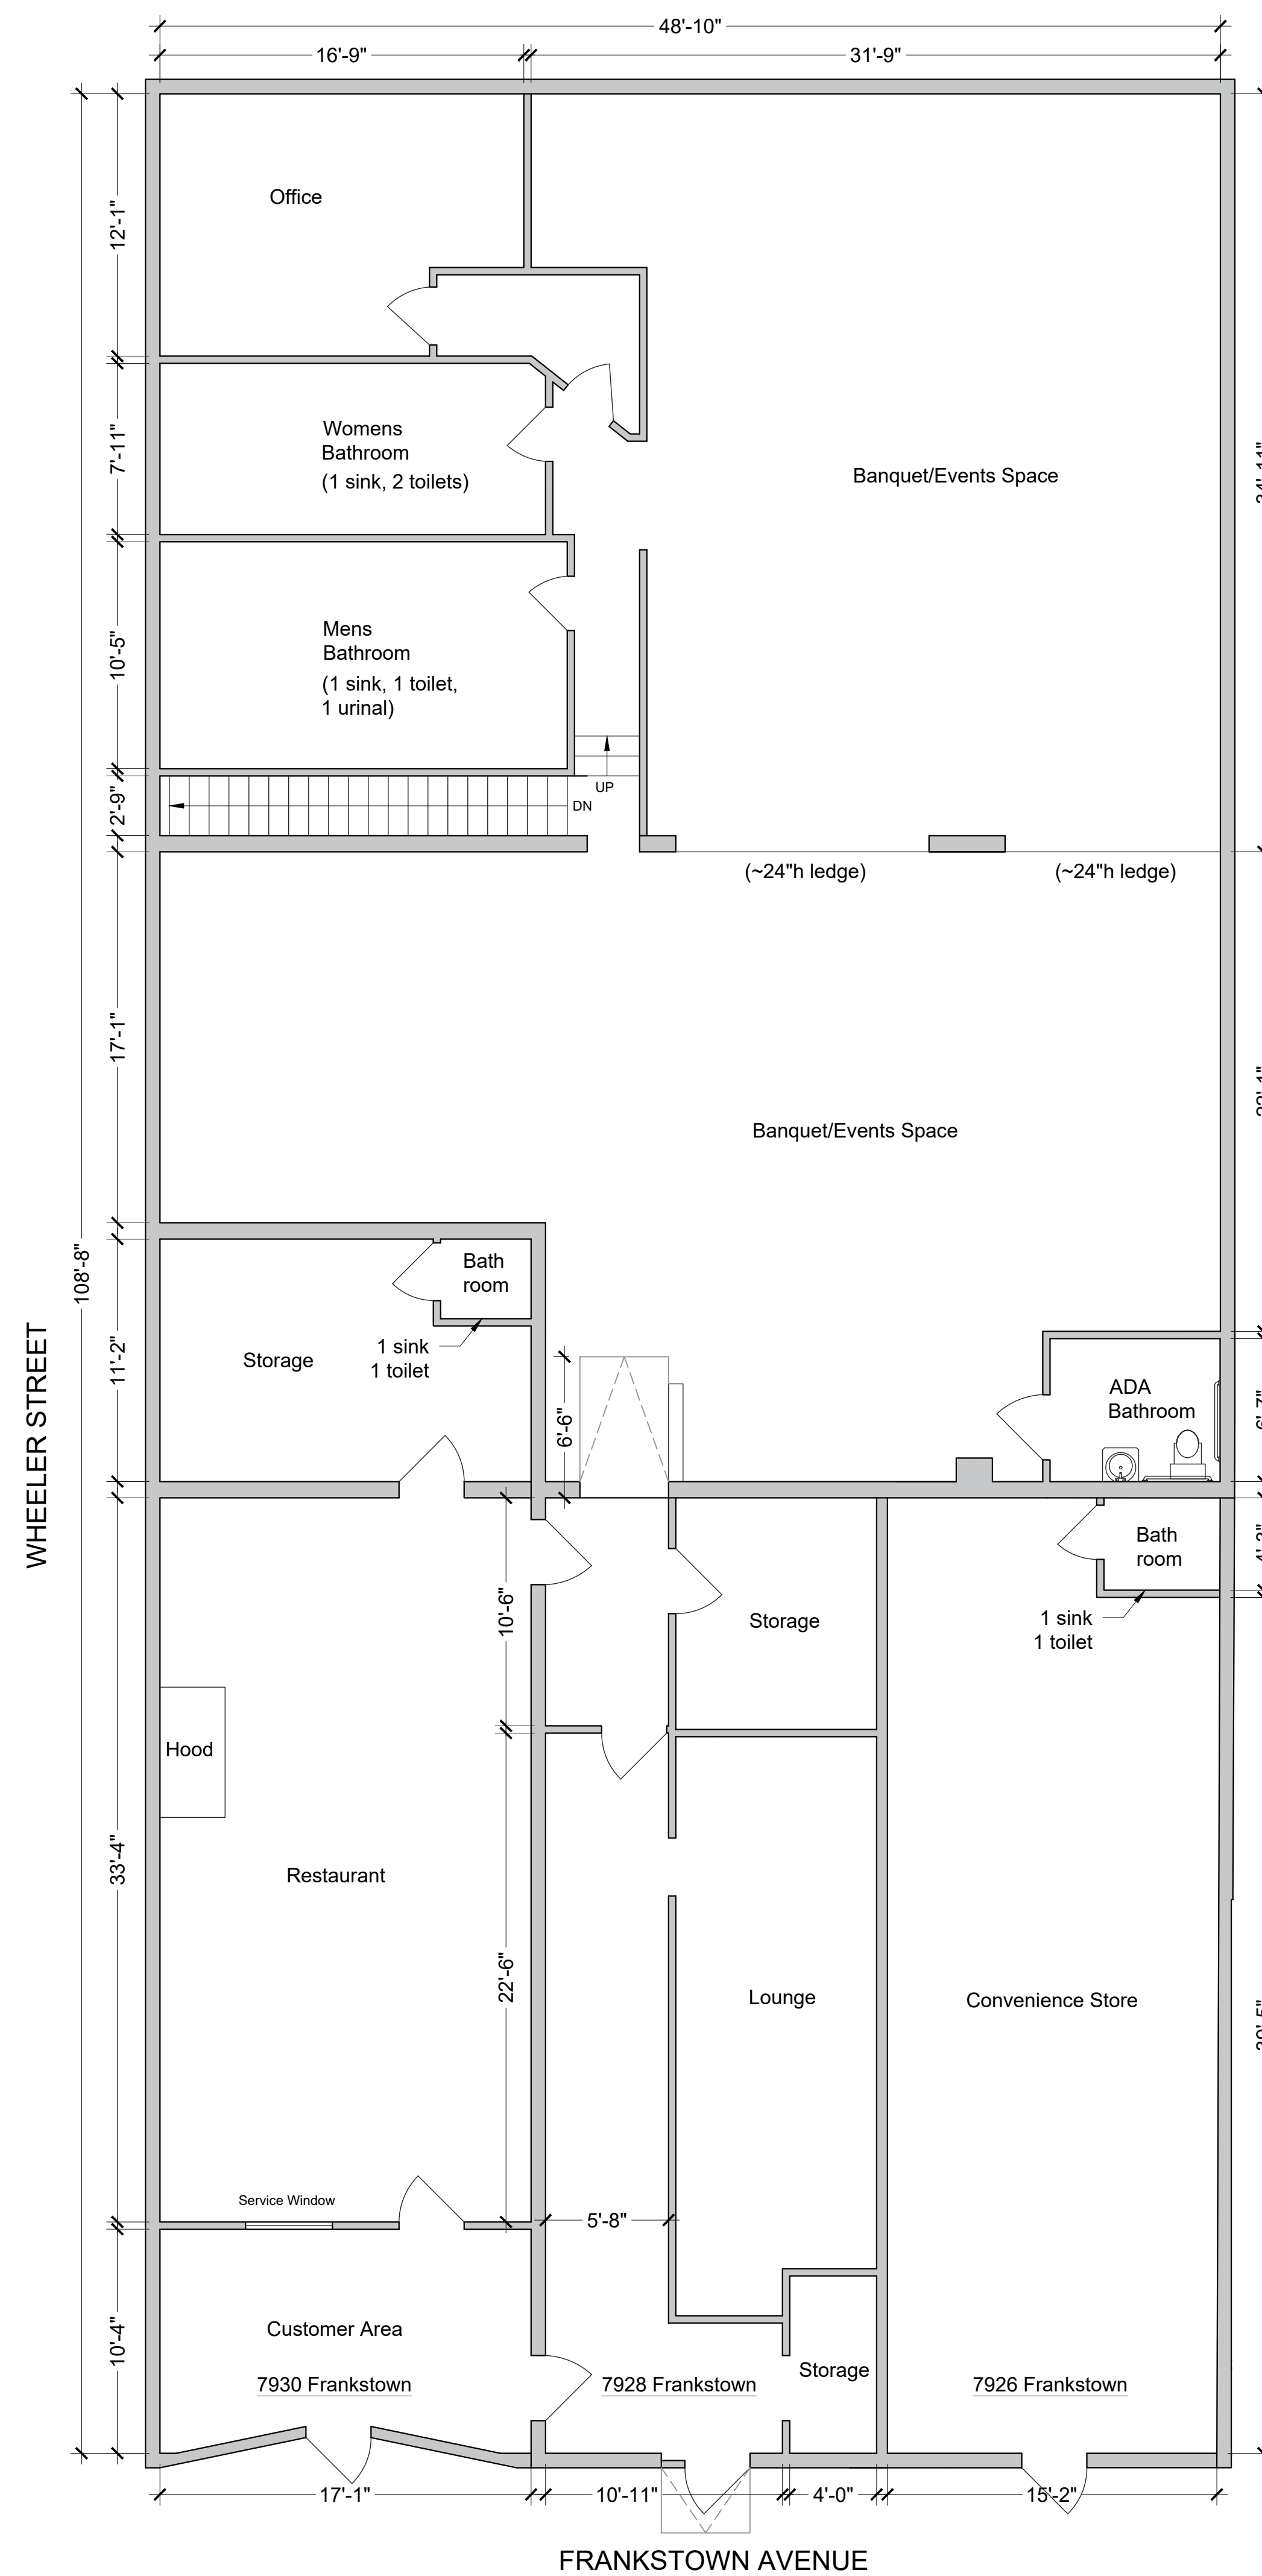 48'-10"
16'-9"
31'-9"
12'-1"
Office
7'-11"
Womens
Bathroom
(1 sink, 2 toilets)
Banquet/Events Space
10'-5"
Mens
Bathroom
(1 sink, 1 toilet,
1 urinal)
2'-9"
UP
DN
(~24"h ledge)
(~24"h ledge)
17'-1"
Banquet/Events Space
108'-8"
WHEELER STREET
11'-2"
Bath
room
1 sink
1 toilet
Storage
6'-6"
ADA
Bathroom
Bath
room
1 sink
1 toilet
10'-6"
Storage
Hood
33'-4"
Restaurant
22'-6"
Lounge
Convenience Store
Service Window
5'-8"
10'-4"
Customer Area
7930 Frankstown
7928 Frankstown
Storage
7926 Frankstown
17'-1"
10'-11"
4'-0"
15'-2"
FRANKSTOWN AVENUE